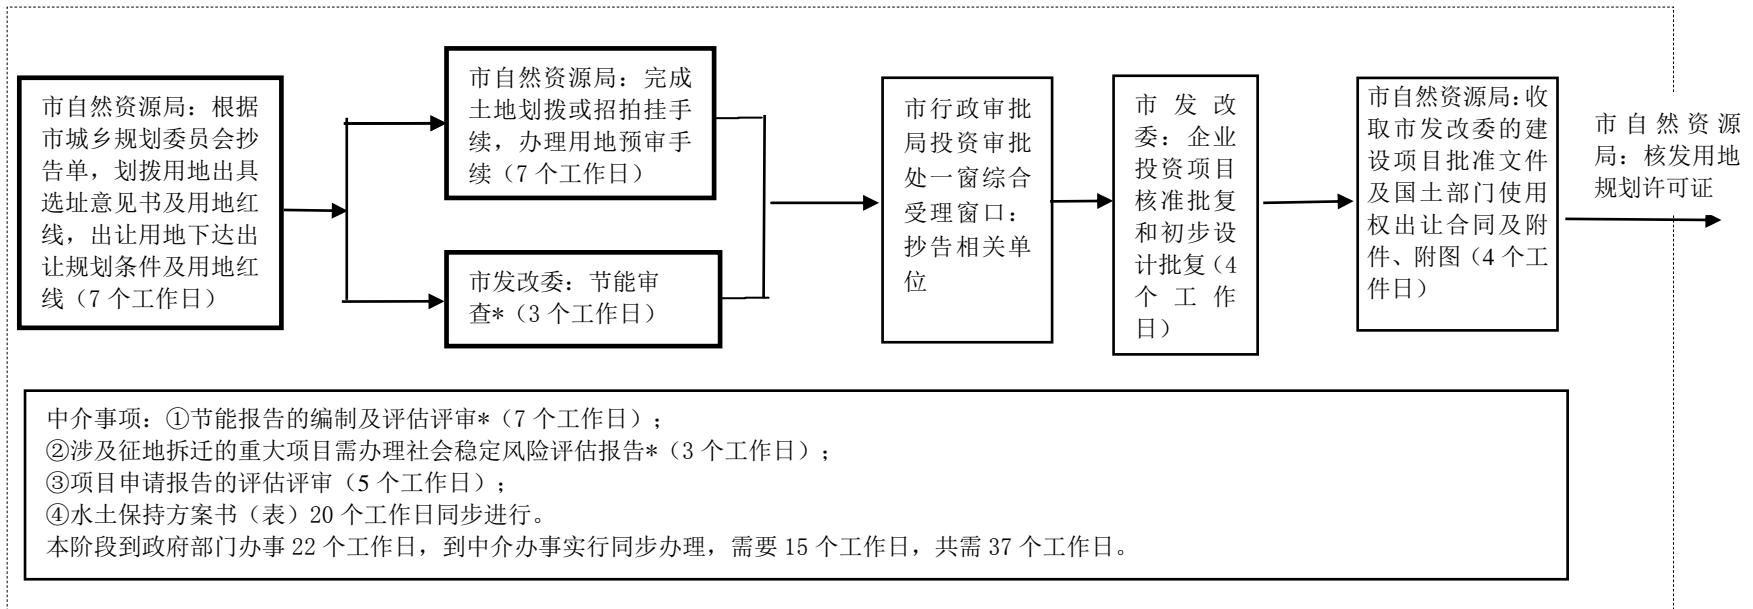 市自然资源局：根据
市城乡规划委员会抄
告单，划拨用地出具
选址意见书及用地红
线，出让用地下达出
让规划条件及用地红
线（7 个工作日）
市自然资源局：完成
土地划拨或招拍挂手
续，办理用地预审手
续（7 个工作日）
市发改委：节能审
查*（3 个工作日）
市行政审批
局投资审批
处一窗综合
受理窗口：
抄告相关单
位
市发改
委：企业
投资项目
核准批复
和初步设
计批复（4
个工作
日）
市自然资源局：收
取市发改委的建
设项目批准文件
及国土部门使用
权出让合同及附
件、附图（4 个工
件日）
市自然资源
局：核发用地
规划许可证
中介事项：①节能报告的编制及评估评审*（7 个工作日）；
②涉及征地拆迁的重大项目需办理社会稳定风险评估报告*（3 个工作日）；
③项目申请报告的评估评审（5 个工作日）；
④水土保持方案书（表）20 个工作日同步进行。
本阶段到政府部门办事 22 个工作日，到中介办事实行同步办理，需要 15 个工作日，共需 37 个工作日。